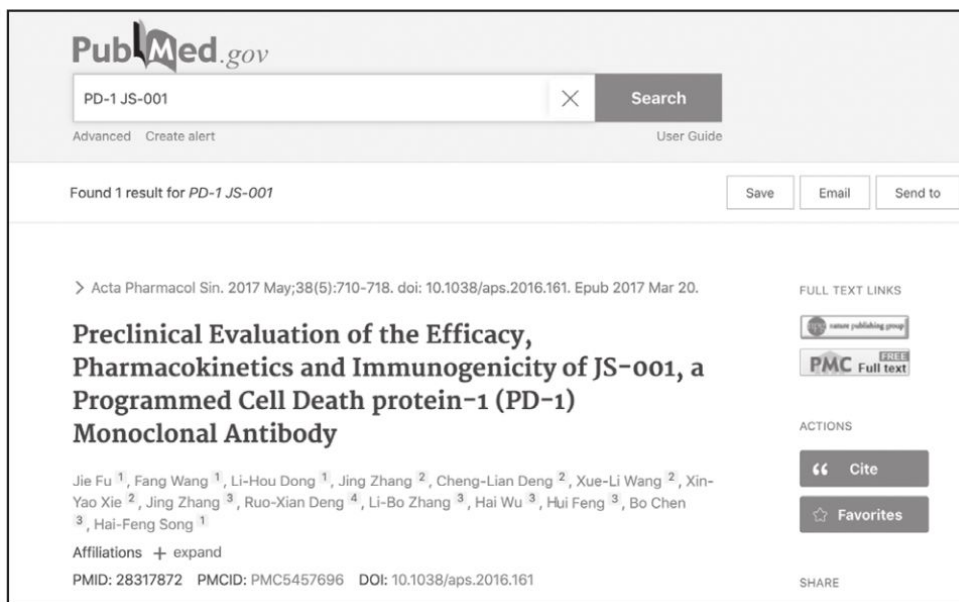 PubMed.gov
PD-1 JS-001
Search
Advanced Create alert
User Guide
Found 1 result for PD-1 JS-001
Save
Email
Send to
> Acta Pharmacol Sin. 2017 May;38(5):710-718. doi: 10.1038/aps.2016.161. Epub 2017 Mar 20.
Preclinical Evaluation of the Efficacy,
Pharmacokinetics and Immunogenicity of JS-001, a
Programmed Cell Death protein-1 (PD-1)
Monoclonal Antibody
Jie Fu 1, Fang Wang 1, Li-Hou Dong 1, Jing Zhang 2, Cheng-Lian Deng 2, Xue-Li Wang 2, Xin-
Yao Xie 2, Jing Zhang 3, Ruo-Xian Deng 4, Li-Bo Zhang 3, Hai Wu 3, Hui Feng 3, Bo Chen
3, Hai-Feng Song 1
Affiliations + expand
PMID: 28317872 PMCID: PMC5457696 DOI: 10.1038/aps.2016.161
FULL TEXT LINKS
npg nature publishing group
PMC FREE
Full text
ACTIONS
Cite
Favorites
SHARE